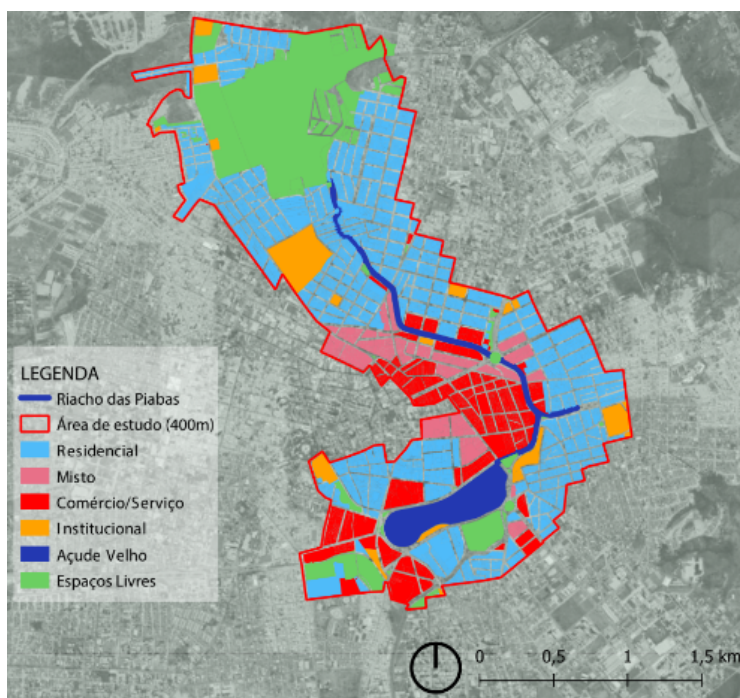 LEGENDA
Riacho das Piabas
Área de estudo (400m)
Residencial
Misto
Comércio/Serviço
Institucional
Açude Velho
Espaços Livres
0 0,5 1 1,5 km